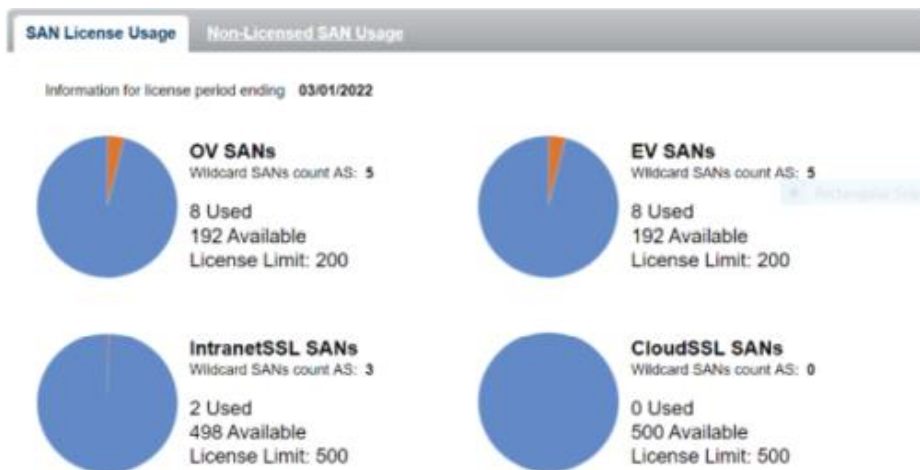 SAN License Usage
Non-Licensed SAN Usage
Information for license period ending 03/01/2022
OV SANs
Wildcard SANs count AS: 5
8 Used
192 Available
License Limit: 200
EV SANs
Wildcard SANs count AS: 5
8 Used
192 Available
License Limit: 200
IntranetSSL SANs
Wildcard SANs count AS: 3
2 Used
498 Available
License Limit: 500
CloudSSL SANs
Wildcard SANs count AS: 0
0 Used
500 Available
License Limit: 500